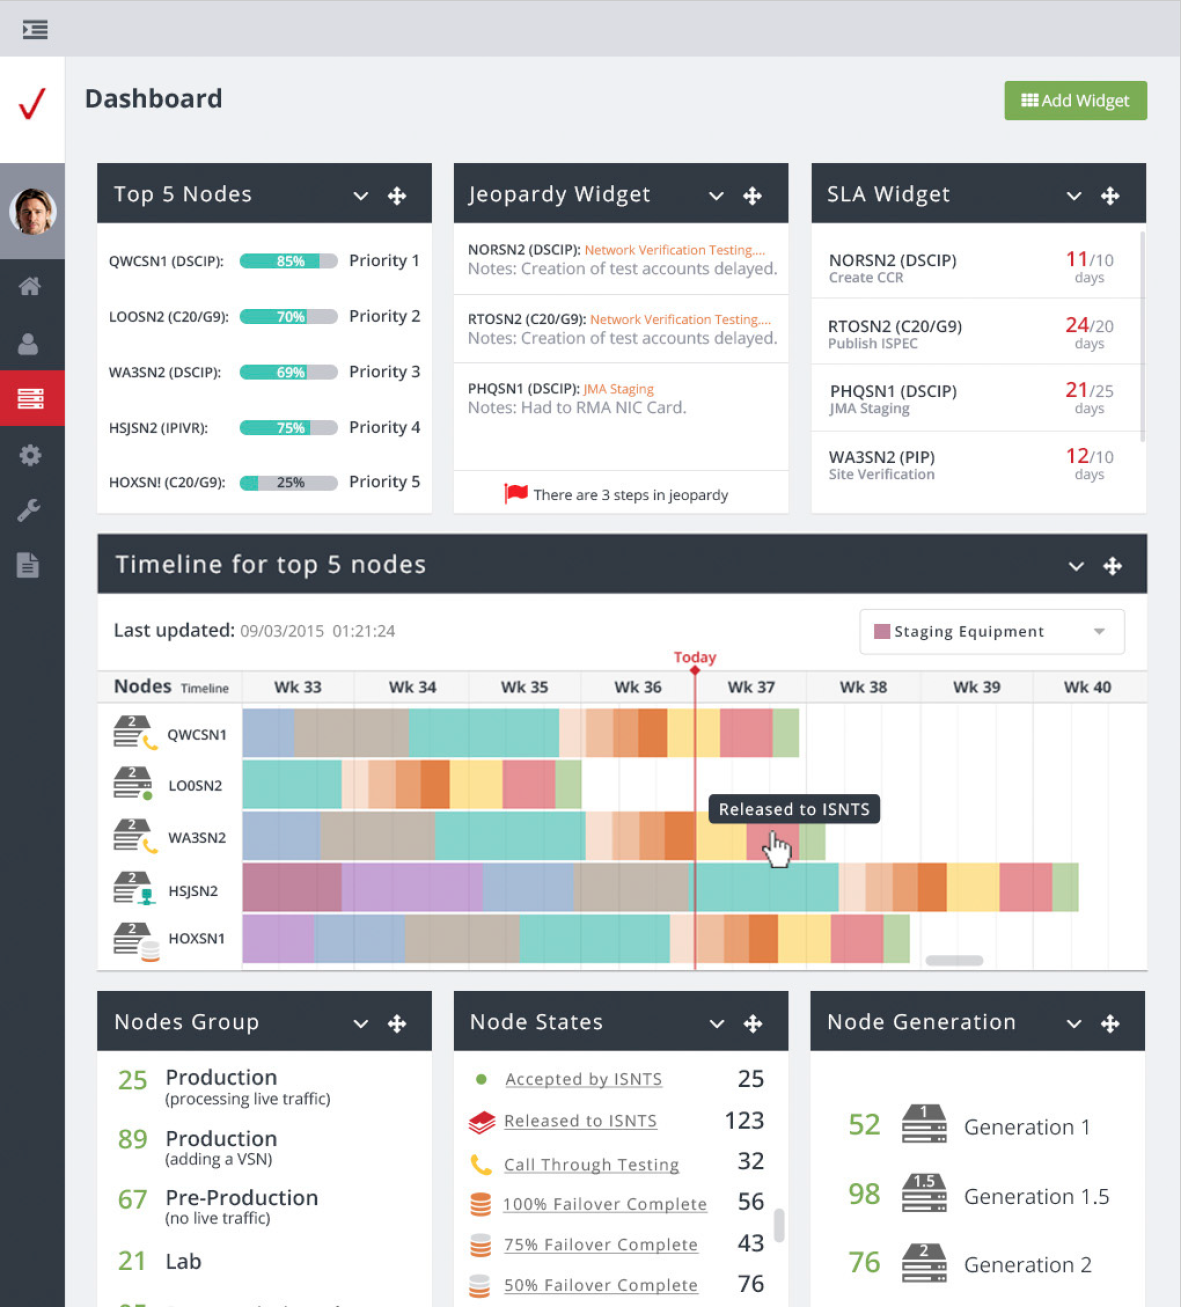 Dashboard
Add Widget
Top 5 Nodes
QWCSN1 (DSCIP): 85% Priority 1
LOOSN2 (C20/G9): 70% Priority 2
WA3SN2 (DSCIP): 69% Priority 3
HSJSN2 (IPIVR): 75% Priority 4
HOXSN! (C20/G9): 25% Priority 5
Jeopardy Widget
NORSN2 (DSCIP): Network Verification Testing....
Notes: Creation of test accounts delayed.
RTOSN2 (C20/G9): Network Verification Testing....
Notes: Creation of test accounts delayed.
PHQSN1 (DSCIP): JMA Staging
Notes: Had to RMA NIC Card.
There are 3 steps in jeopardy
SLA Widget
NORSN2 (DSCIP) 11/10
Create CCR days
RTOSN2 (C20/G9) 24/20
Publish ISPEC days
PHQSN1 (DSCIP) 21/25
JMA Staging days
WA3SN2 (PIP) 12/10
Site Verification days
Timeline for top 5 nodes
Last updated: 09/03/2015 01:21:24
Staging Equipment
Today
Nodes Timeline Wk 33 Wk 34 Wk 35 Wk 36 Wk 37 Wk 38 Wk 39 Wk 40
2 QWCSN1
2 LO0SN2
Released to ISNTS
2 WA3SN2
2 HSJSN2
2 HOXSN1
Nodes Group
25 Production
(processing live traffic)
89 Production
(adding a VSN)
67 Pre-Production
(no live traffic)
21 Lab
Node States
Accepted by ISNTS 25
Released to ISNTS 123
Call Through Testing 32
100% Failover Complete 56
75% Failover Complete 43
50% Failover Complete 76
Node Generation
52 1 Generation 1
98 1.5 Generation 1.5
76 2 Generation 2